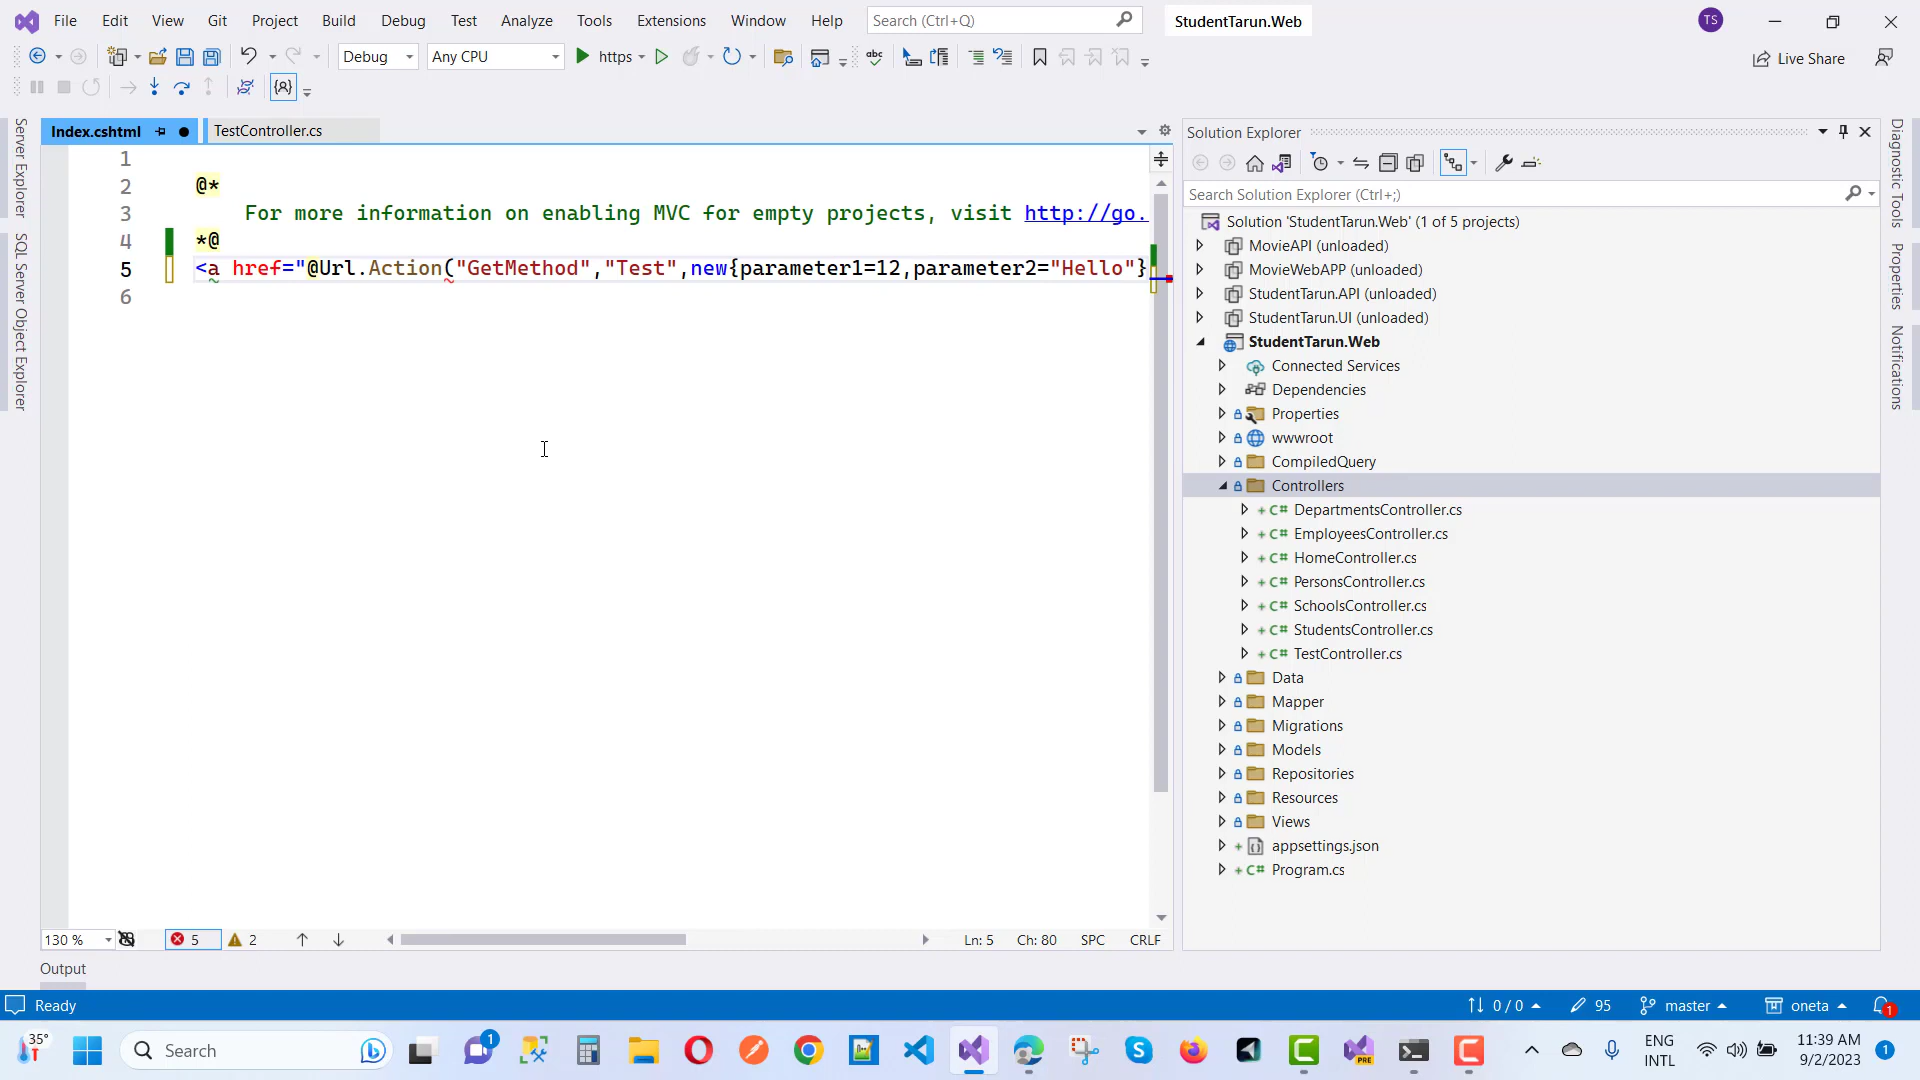 File Edit View Git Project Build Debug Test Analyze Tools Extensions Window Help Search (Ctrl+Q) StudentTarun.Web TS
Debug Any CPU https Live Share
Index.cshtml TestController.cs
1
2 @*
3 For more information on enabling MVC for empty projects, visit http://go.
4 *@
5 <a href="@Url.Action("GetMethod","Test",new{parameter1=12,parameter2="Hello"}
6
130 % 5 2 Ln: 5 Ch: 80 SPC CRLF
Output
Server Explorer
SQL Server Object Explorer
Solution Explorer
Search Solution Explorer (Ctrl+;)
Solution 'StudentTarun.Web' (1 of 5 projects)
MovieAPI (unloaded)
MovieWebAPP (unloaded)
StudentTarun.API (unloaded)
StudentTarun.UI (unloaded)
StudentTarun.Web
Connected Services
Dependencies
Properties
wwwroot
CompiledQuery
Controllers
C# DepartmentsController.cs
C# EmployeesController.cs
C# HomeController.cs
C# PersonsController.cs
C# SchoolsController.cs
C# StudentsController.cs
C# TestController.cs
Data
Mapper
Migrations
Models
Repositories
Resources
Views
appsettings.json
C# Program.cs
Diagnostic Tools
Properties
Notifications
Ready 0 / 0 95 master oneta 1
35° Search 1 PRE ENG INTL 11:39 AM 9/2/2023 1